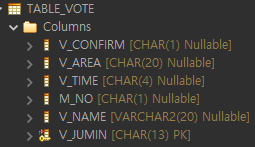 TABLE_VOTE
Columns
V_CONFIRM [CHAR(1) Nullable]
V_AREA [CHAR(20) Nullable]
V_TIME [CHAR(4) Nullable]
M_NO [CHAR(1) Nullable]
V_NAME [VARCHAR2(20) Nullable]
V_JUMIN [CHAR(13) PK]